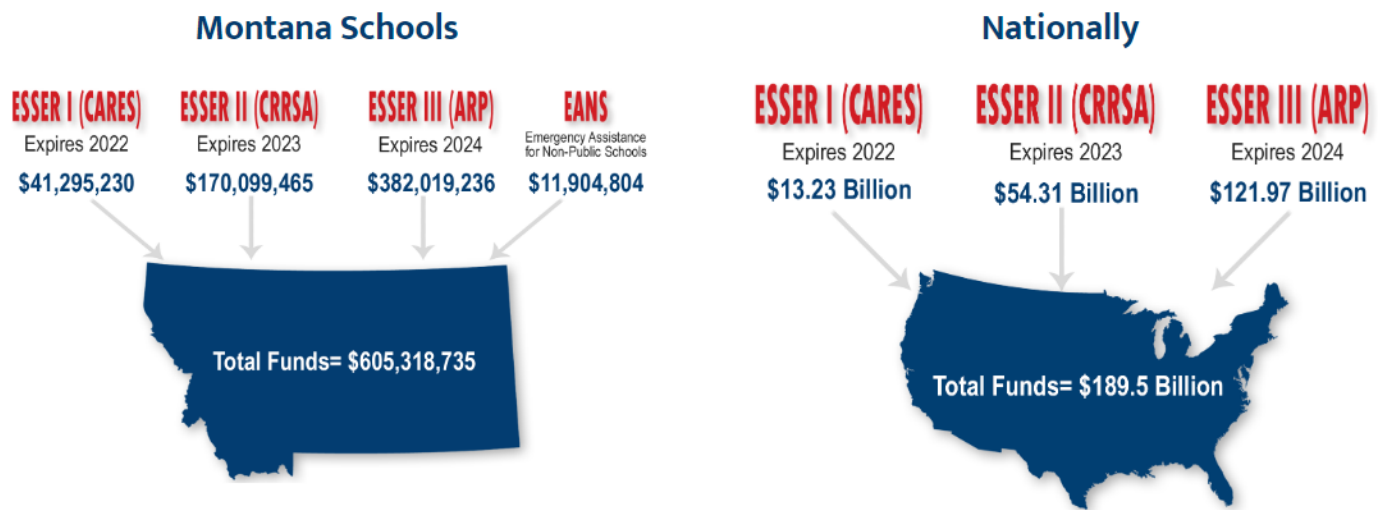 Montana Schools
ESSER I (CARES)
Expires 2022
$41,295,230
ESSER II (CRRSA)
Expires 2023
$170,099,465
ESSER III (ARP)
Expires 2024
$382,019,236
EANS
Emergency Assistance
for Non-Public Schools
$11,904,804
Total Funds= $605,318,735
Nationally
ESSER I (CARES)
Expires 2022
$13.23 Billion
ESSER II (CRRSA)
Expires 2023
$54.31 Billion
ESSER III (ARP)
Expires 2024
$121.97 Billion
Total Funds= $189.5 Billion